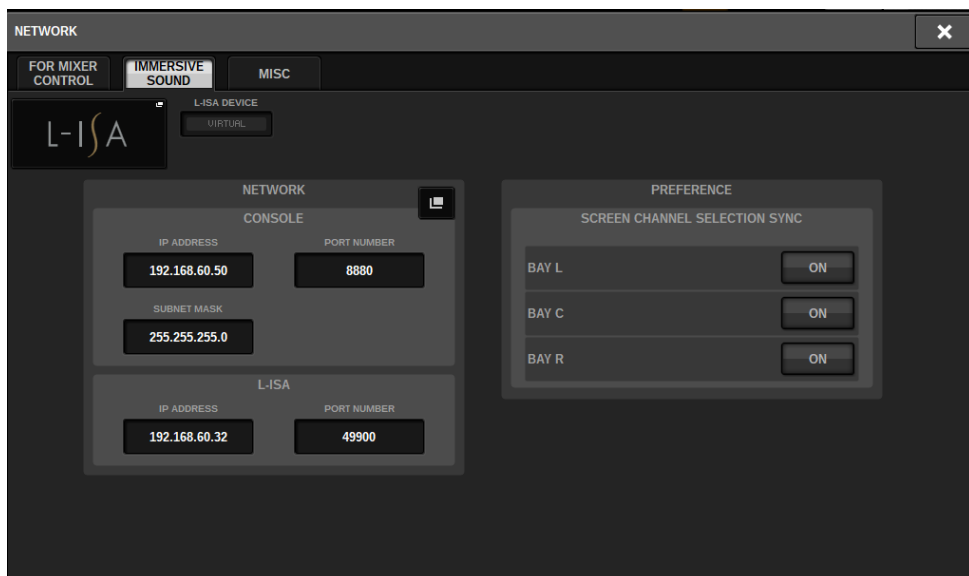 NETWORK
FOR MIXER
CONTROL
IMMERSIVE
SOUND
MISC
L-ISA
L-ISA DEVICE
VIRTUAL
NETWORK
CONSOLE
IP ADDRESS
PORT NUMBER
192.168.60.50
8880
SUBNET MASK
255.255.255.0
L-ISA
IP ADDRESS
PORT NUMBER
192.168.60.32
49900
PREFERENCE
SCREEN CHANNEL SELECTION SYNC
BAY L
ON
BAY C
ON
BAY R
ON